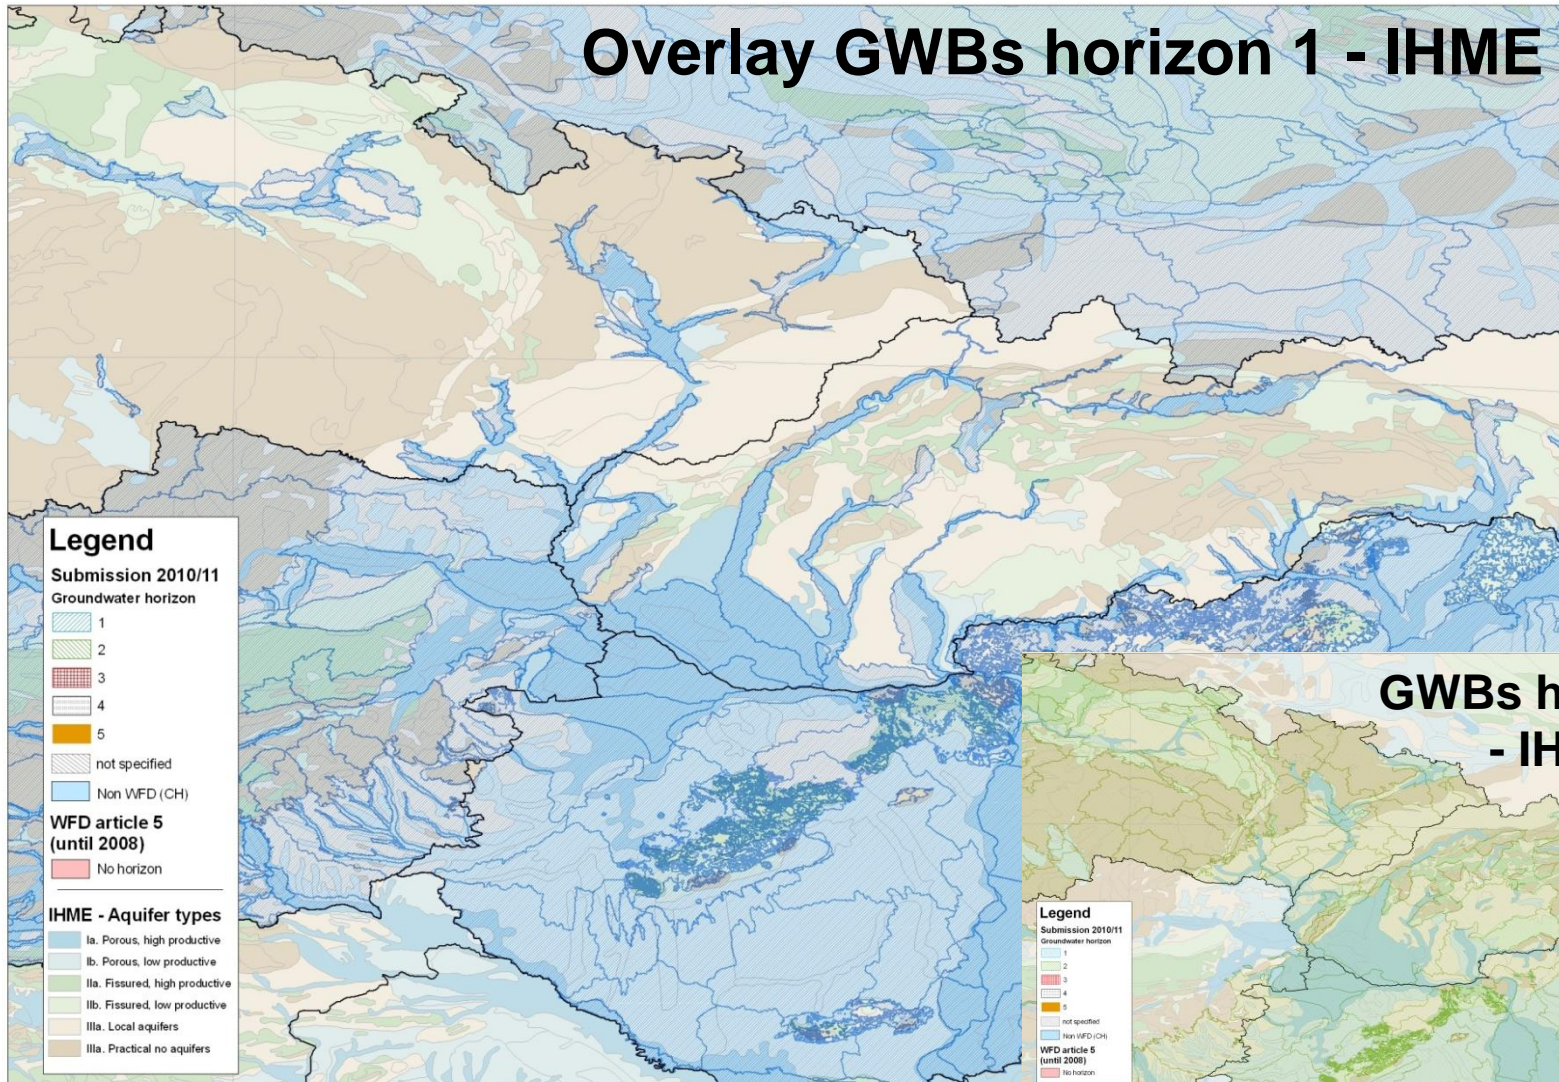 Overlay GWBs horizon 1 - IHME
Legend
Submission 2010/11
Groundwater horizon
1
2
3
4
5
not specified
Non WFD (CH)
WFD article 5
(until 2008)
No horizon
IHME - Aquifer types
Ia. Porous, high productive
Ib. Porous, low productive
IIa. Fissured, high productive
IIb. Fissured, low productive
IIIa. Local aquifers
IIIa. Practical no aquifers
GWBs h
- IH
Legend
Submission 2010/11
Groundwater horizon
1
2
3
4
5
not specified
Non WFD (CH)
WFD article 5
(until 2008)
No horizon